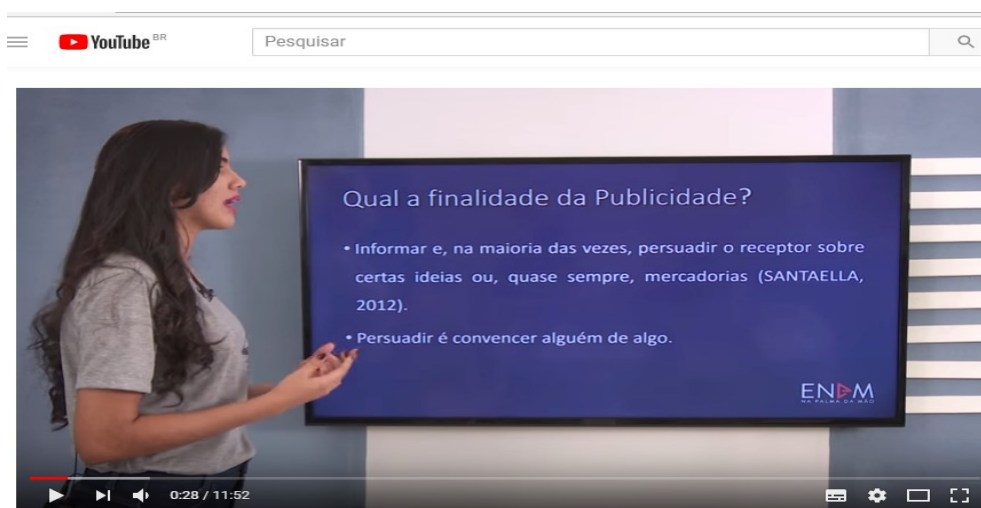 YouTube BR
Pesquisar
Qual a finalidade da Publicidade?
• Informar e, na maioria das vezes, persuadir o receptor sobre
certas ideias ou, quase sempre, mercadorias (SANTAELLA,
2012).
• Persuadir é convencer alguém de algo.
ENEM
NA PALMA DA MÃO
0:28 / 11:52